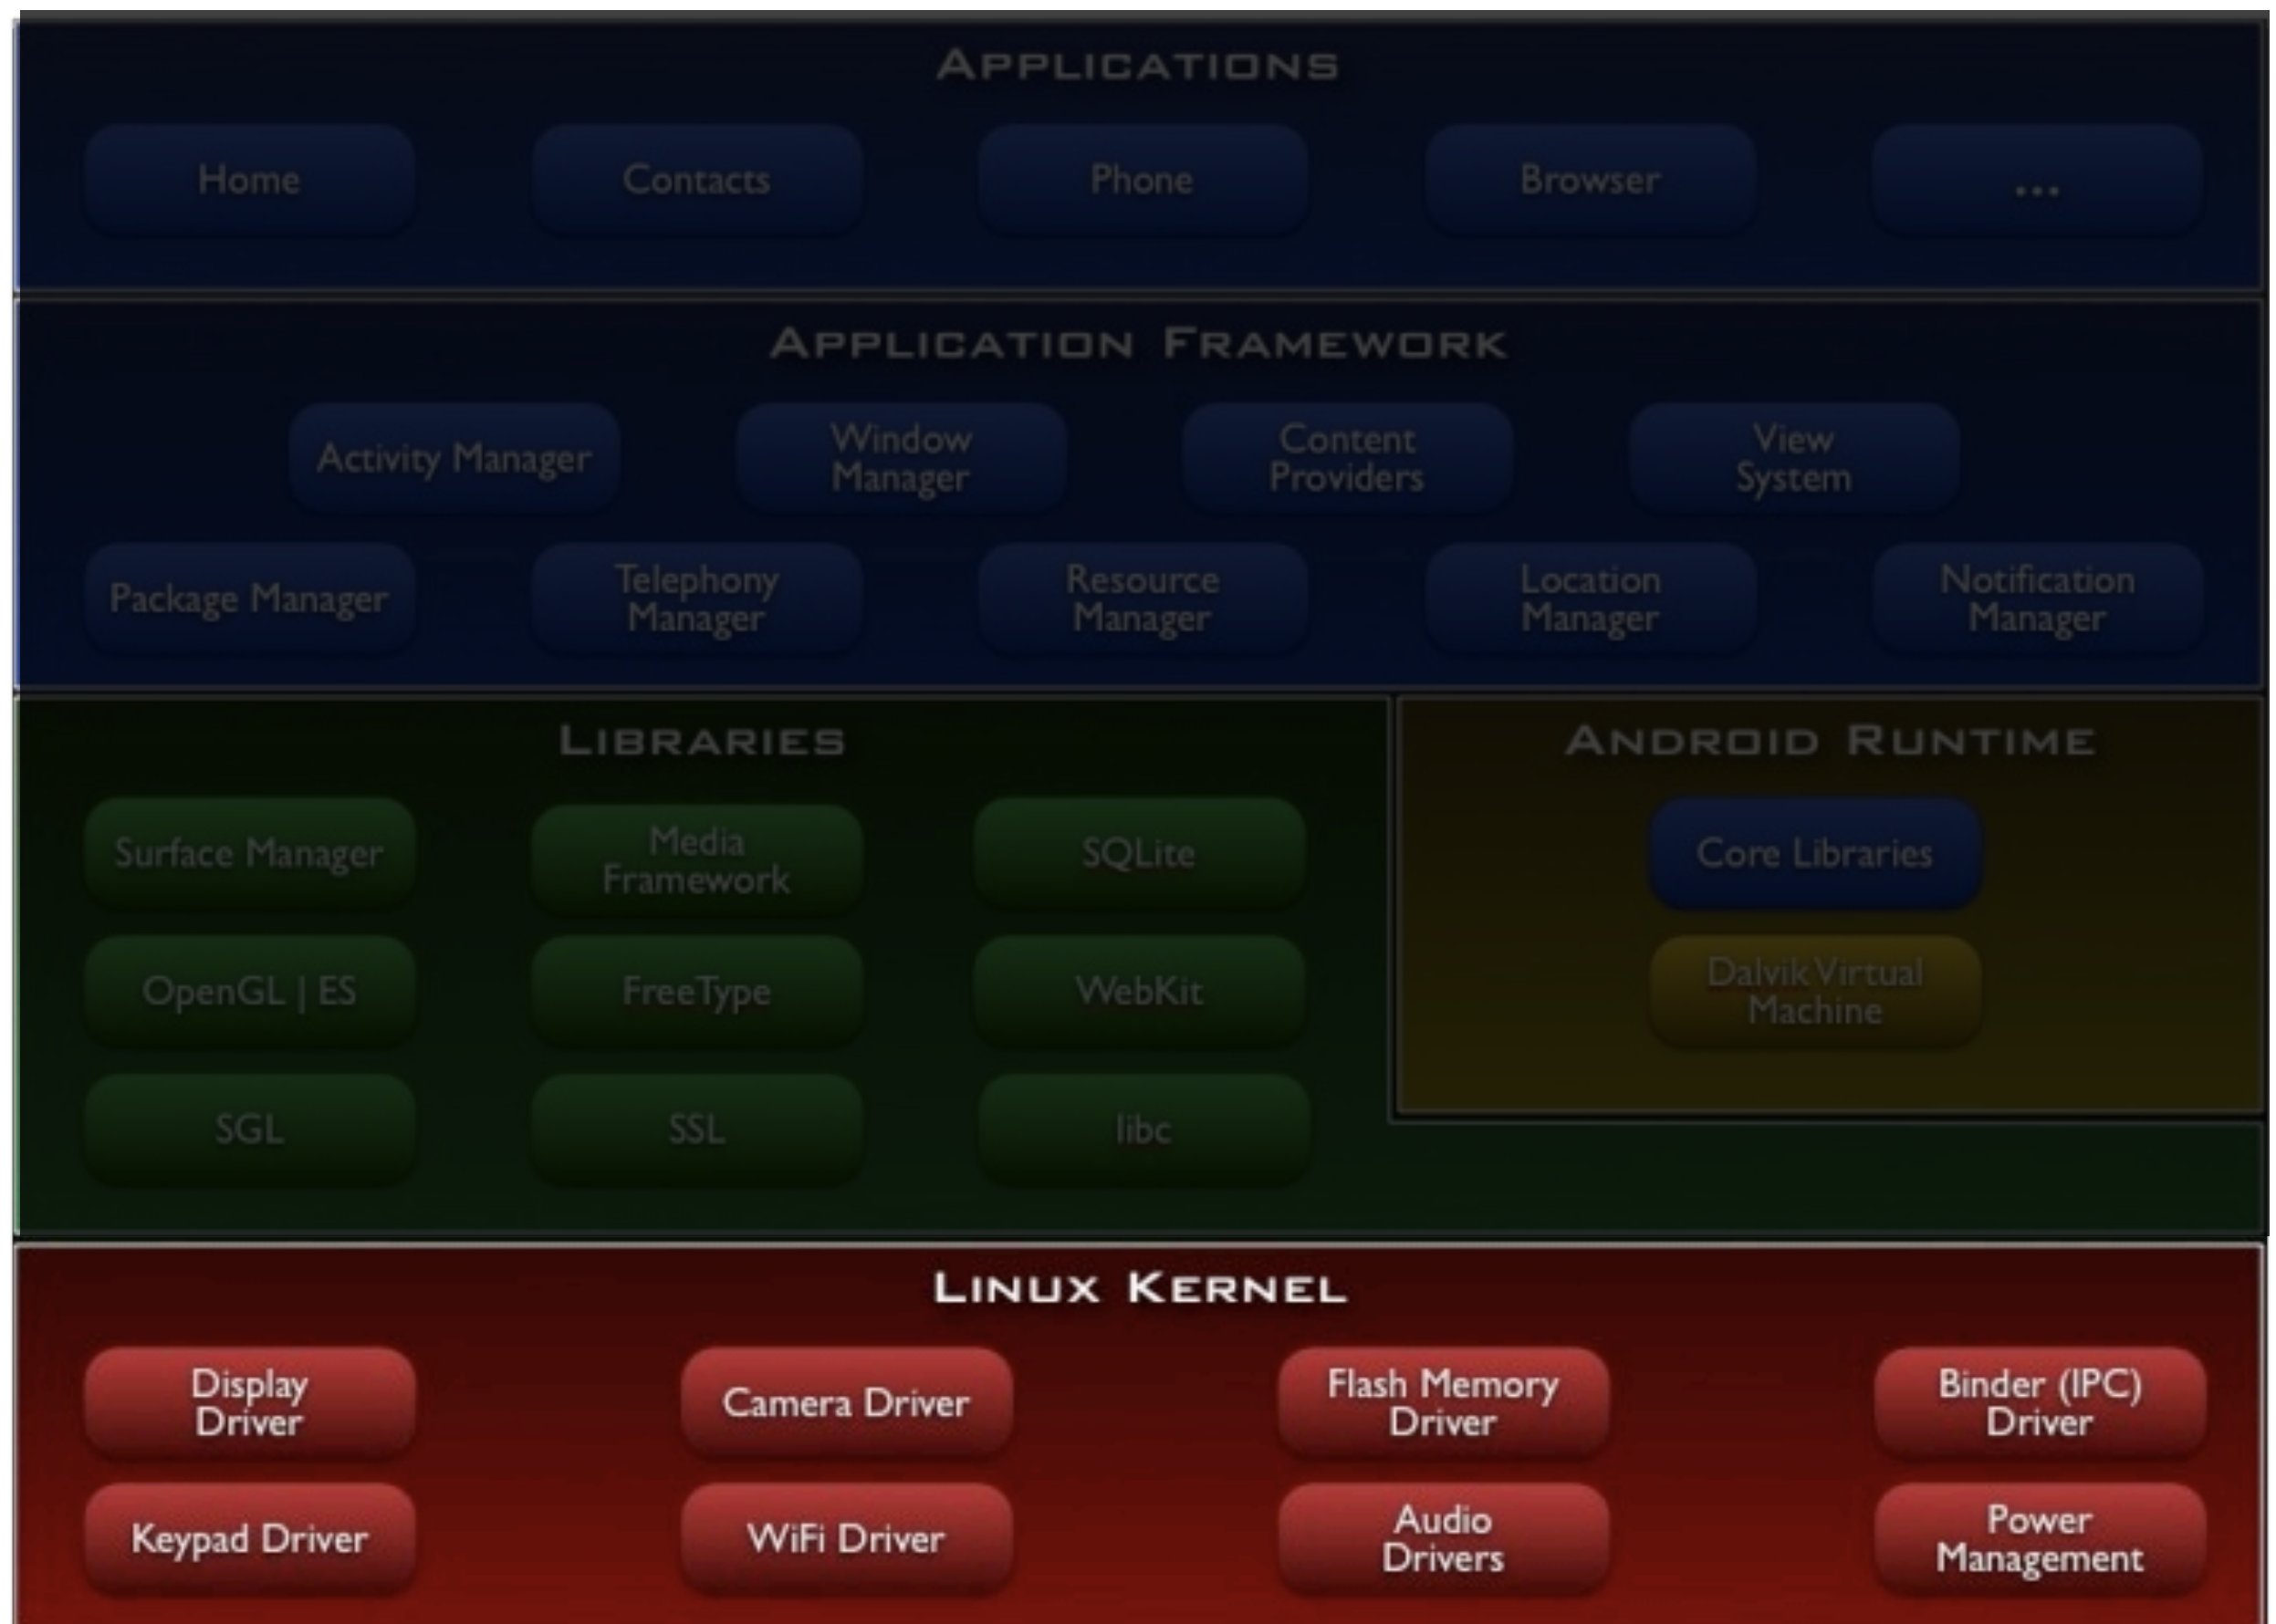 APPLICATIONS
Home
Contacts
Phone
Browser
...
APPLICATION FRAMEWORK
Activity Manager
Window
Manager
Content
Providers
View
System
Package Manager
Telephony
Manager
Resource
Manager
Location
Manager
Notification
Manager
LIBRARIES
Surface Manager
Media
Framework
SQLite
OpenGL | ES
FreeType
WebKit
SGL
SSL
libc
ANDROID RUNTIME
Core Libraries
Dalvik Virtual
Machine
LINUX KERNEL
Display
Driver
Camera Driver
Flash Memory
Driver
Binder (IPC)
Driver
Keypad Driver
WiFi Driver
Audio
Drivers
Power
Management